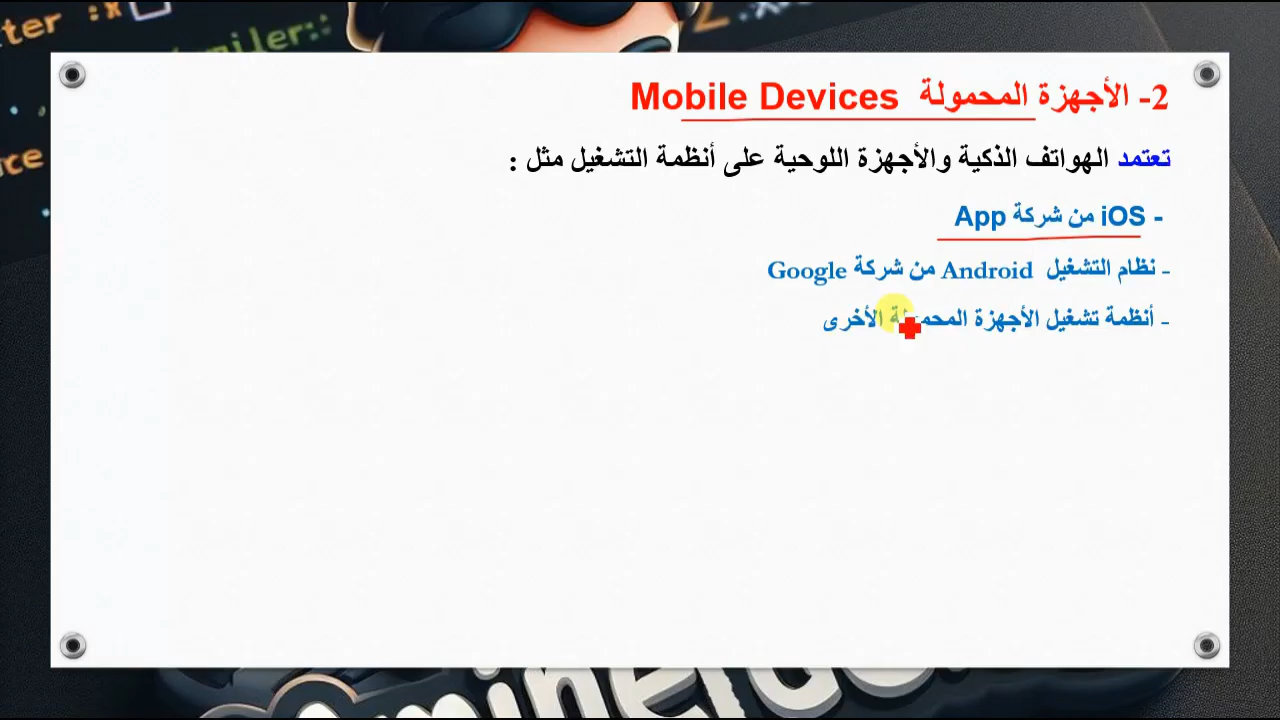 2- الأجهزة المحمولة Mobile Devices
تعتمد الهواتف الذكية والأجهزة اللوحية على أنظمة التشغيل مثل :
- iOS من شركة App
- نظام التشغيل Android من شركة Google
- أنظمة تشغيل الأجهزة المحمولة الأخرى